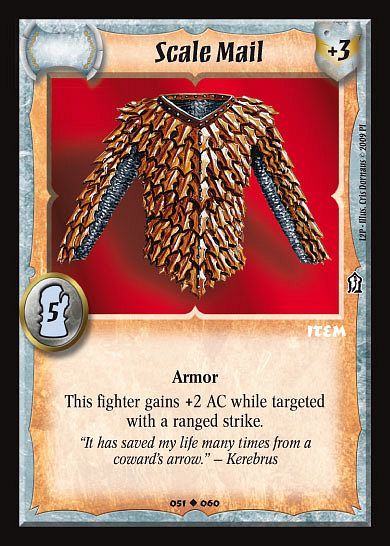 Scale Mail
+3
L2P • Illus. Cris Dornaus © 2009 PI
5
ITEM
Armor
This fighter gains +2 AC while targeted
with a ranged strike.
“It has saved my life many times from a
coward's arrow.” – Kerebrus
051 ◆ 060